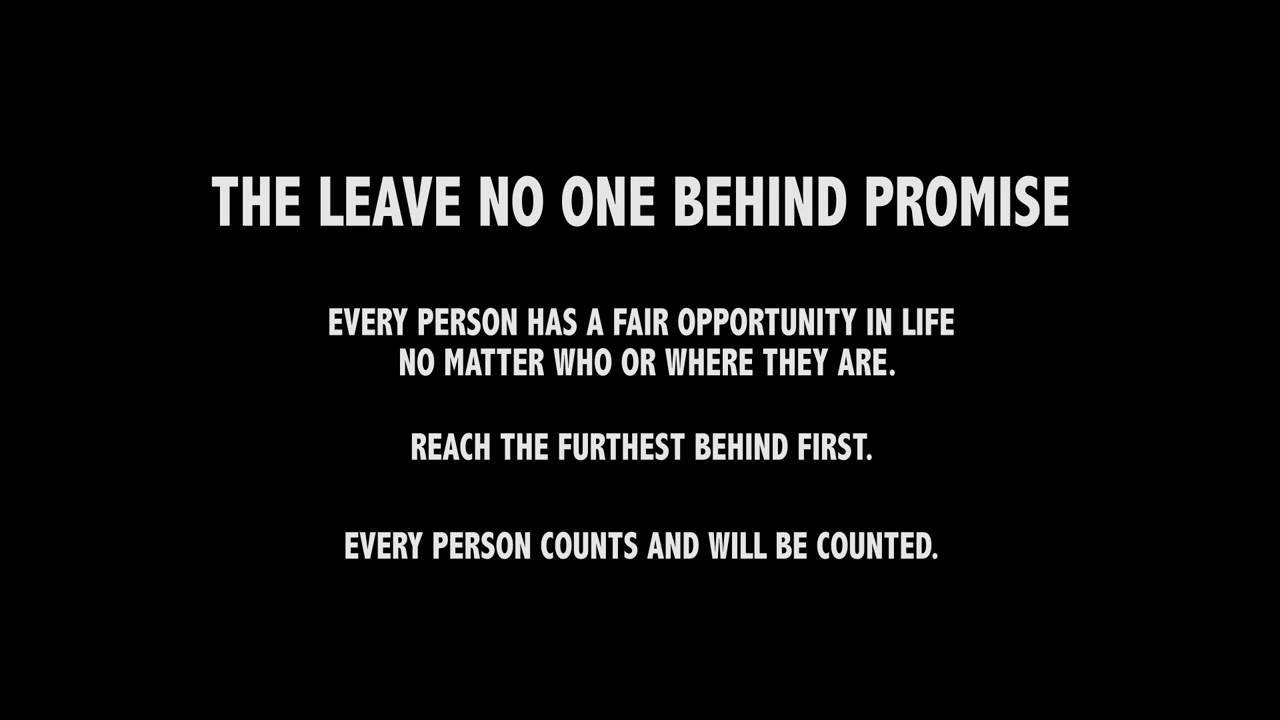 THE LEAVE NO ONE BEHIND PROMISE
EVERY PERSON HAS A FAIR OPPORTUNITY IN LIFE
NO MATTER WHO OR WHERE THEY ARE.
REACH THE FURTHEST BEHIND FIRST.
EVERY PERSON COUNTS AND WILL BE COUNTED.